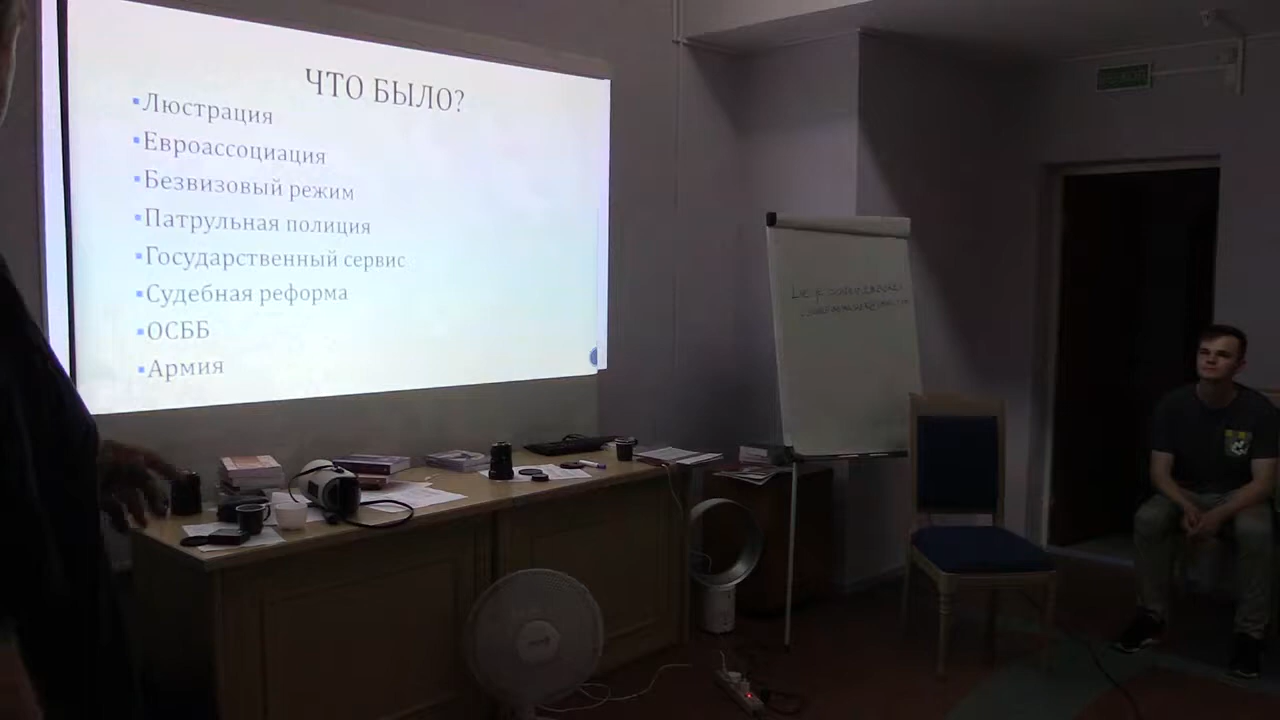 ЧТО БЫЛО?
Люстрация
Евроассоциация
Безвизовый режим
Патрульная полиция
Государственный сервис
Судебная реформа
ОСББ
Армия